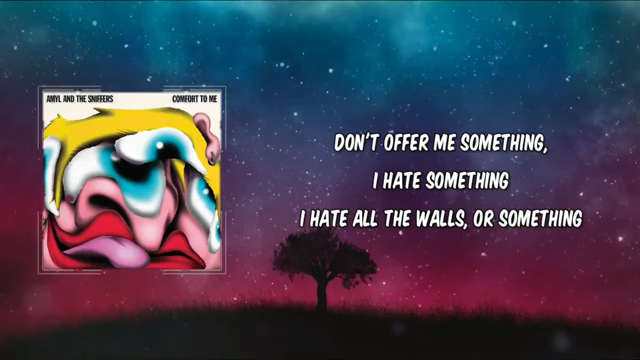 AMYL AND THE SNIFFERS COMFORT TO ME
DON'T OFFER ME SOMETHING,
I HATE SOMETHING
I HATE ALL THE WALLS, OR SOMETHING